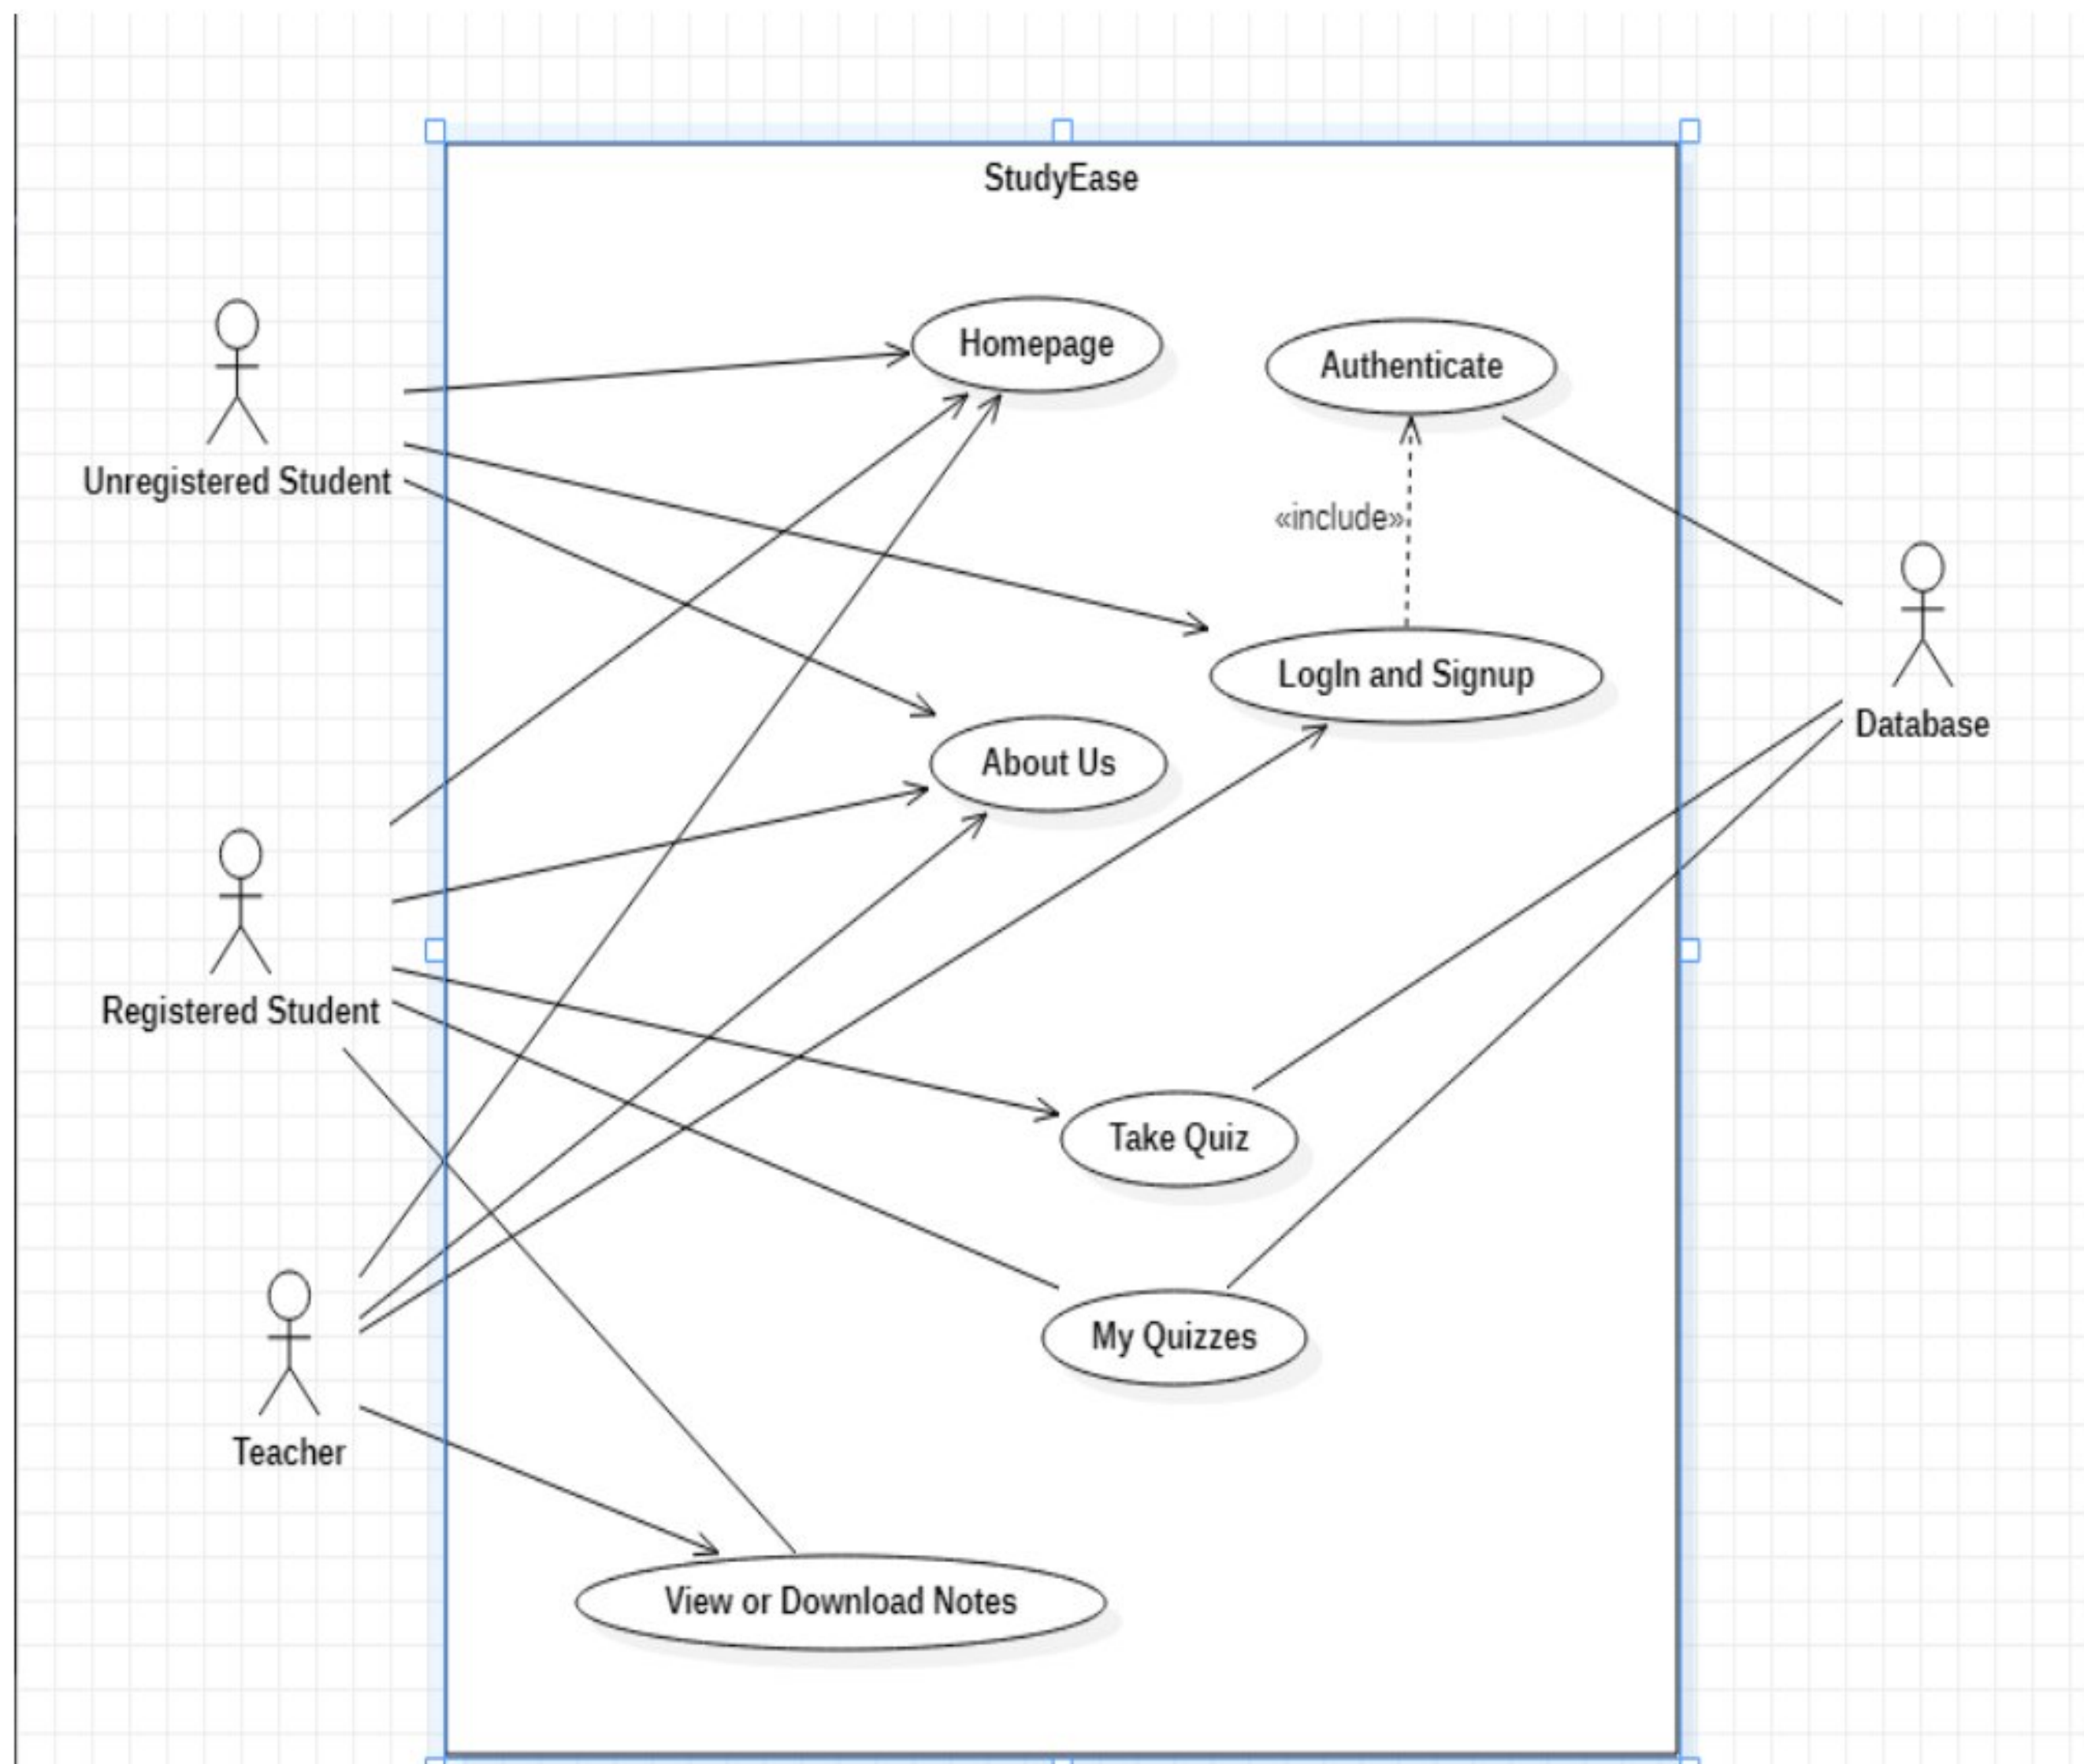 StudyEase
Homepage
Authenticate
Unregistered Student
«include»
LogIn and Signup
Database
About Us
Registered Student
Take Quiz
My Quizzes
Teacher
View or Download Notes